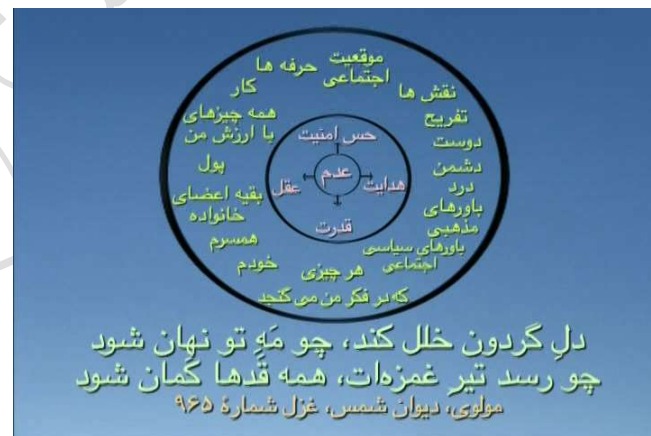 موقعیت
اجتماعی
حرفه ها
کار
همه چیزهای
با ارزش من
پول
بقیه اعضای
خانواده
همسرم
خودم
هر چیزی
که در فکر من می گنجد
نقش ها
تفریح
دوست
دشمن
درد
باورهای
مذهبی
باورهای سیاسی
اجتماعی
حس امنیت
عقل
عدم
هدایت
قدرت
دلِ گردون خلل کند، چو مَهِ تو نهان شود
چو رسد تیرِ غمزه‌ات، همه قدها کمان شود
مولوی، دیوان شمس، غزل شمارهٔ ۹۶۵